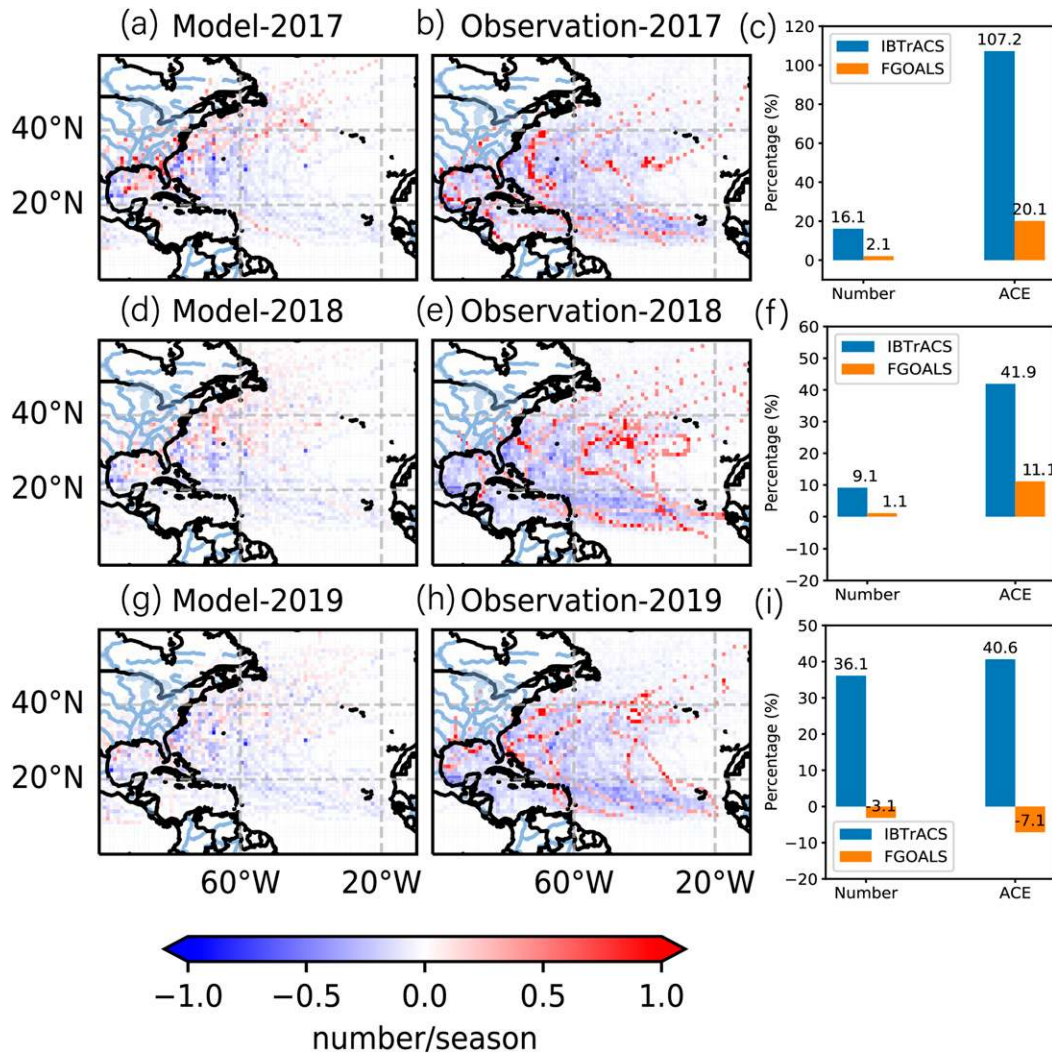 (a) Model-2017
40°N
20°N
b) Observation-2017
(c)
120
100
80
60
40
20
0
Percentage (%)
IBTrACS
FGOALS
107.2
16.1
2.1
20.1
Number
ACE
(d) Model-2018
40°N
20°N
(e) Observation-2018
(f)
60
50
40
30
20
10
0
−10
−20
Percentage (%)
IBTrACS
FGOALS
41.9
9.1
1.1
11.1
Number
ACE
(g) Model-2019
40°N
20°N
60°W
20°W
(h) Observation-2019
60°W
20°W
(i)
50
40
30
20
10
0
−10
−20
Percentage (%)
36.1
40.6
-3.1
-7.1
IBTrACS
FGOALS
Number
ACE
−1.0
−0.5
0.0
0.5
1.0
number/season